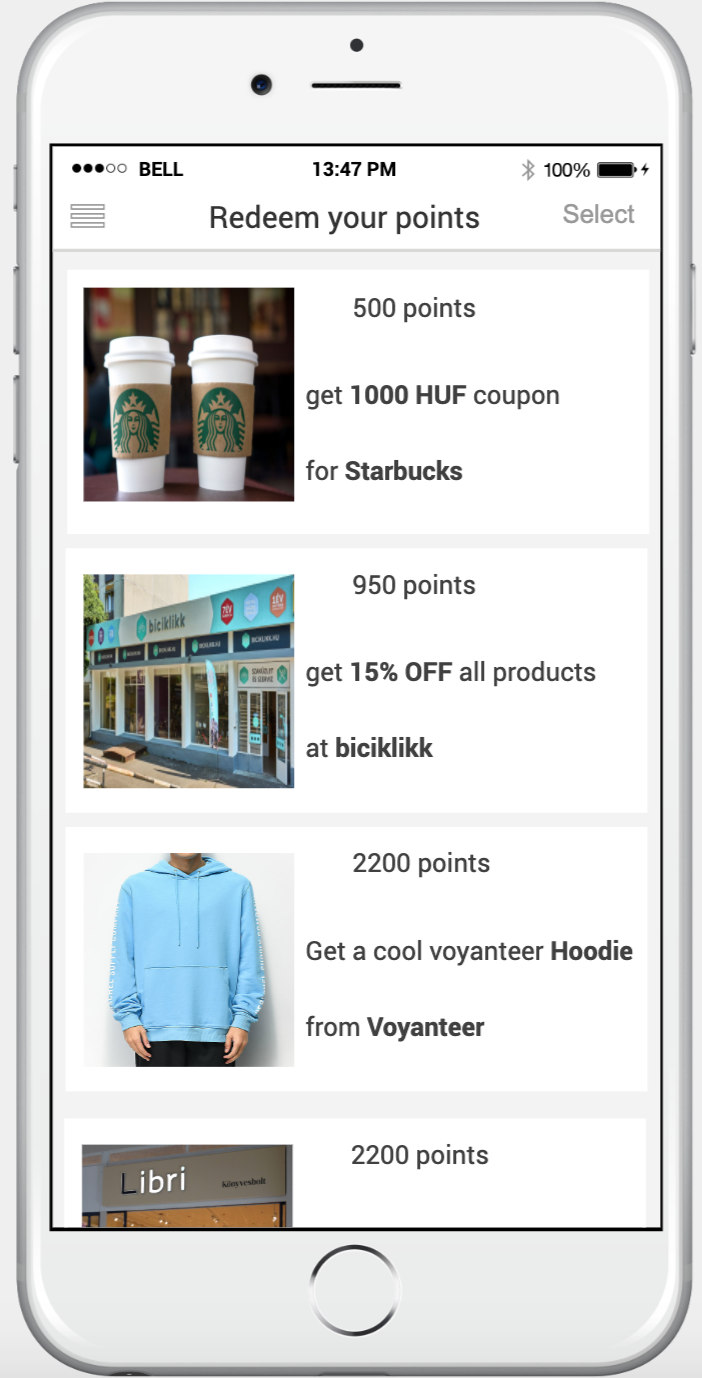 BELL 13:47 PM 100%
Redeem your points Select
500 points
get 1000 HUF coupon
for Starbucks
biciklikk
950 points
get 15% OFF all products
at biciklikk
2200 points
Get a cool voyanteer Hoodie
from Voyanteer
2200 points
Libri Könyvesbolt